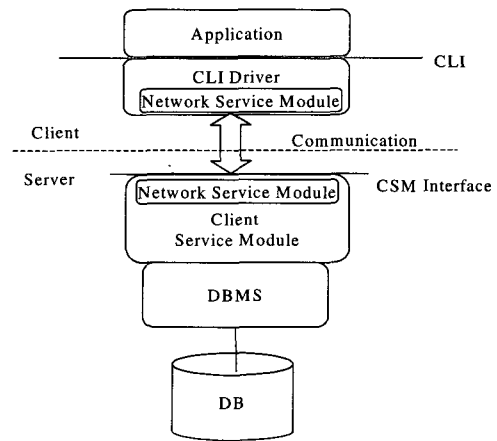 Application
CLI
CLI Driver
Network Service Module
Client
Communication
Server
Network Service Module
CSM Interface
Client
Service Module
DBMS
DB